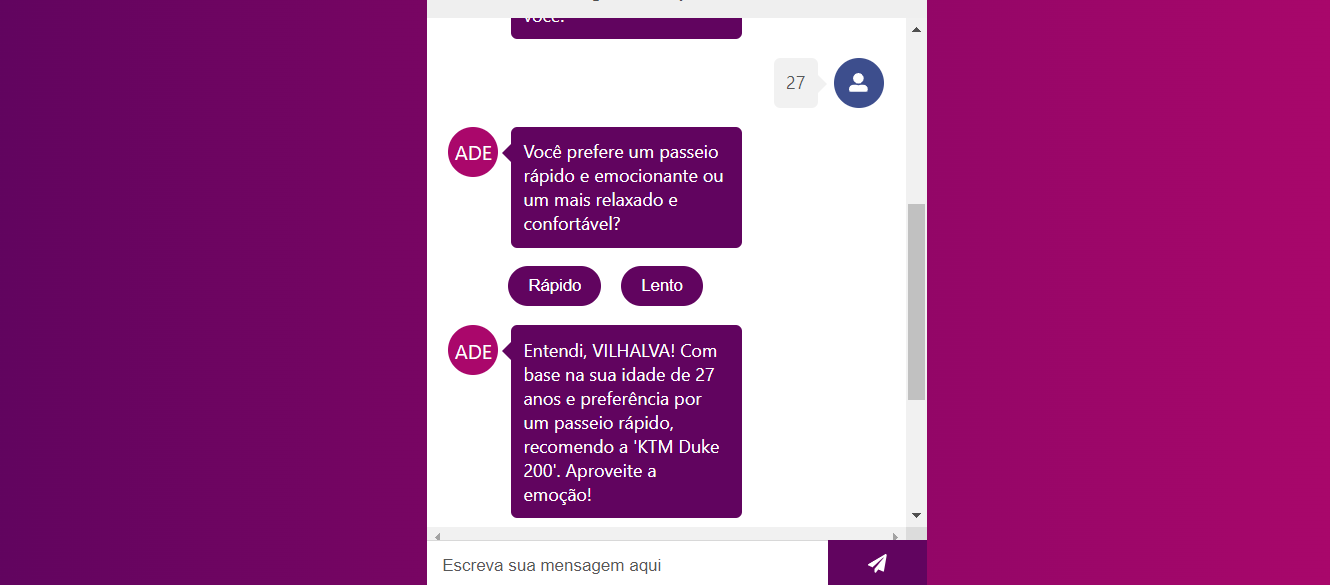 você.
27
ADE
Você prefere um passeio
rápido e emocionante ou
um mais relaxado e
confortável?
Rápido
Lento
ADE
Entendi, VILHALVA! Com
base na sua idade de 27
anos e preferência por
um passeio rápido,
recomendo a 'KTM Duke
200'. Aproveite a
emoção!
Escreva sua mensagem aqui